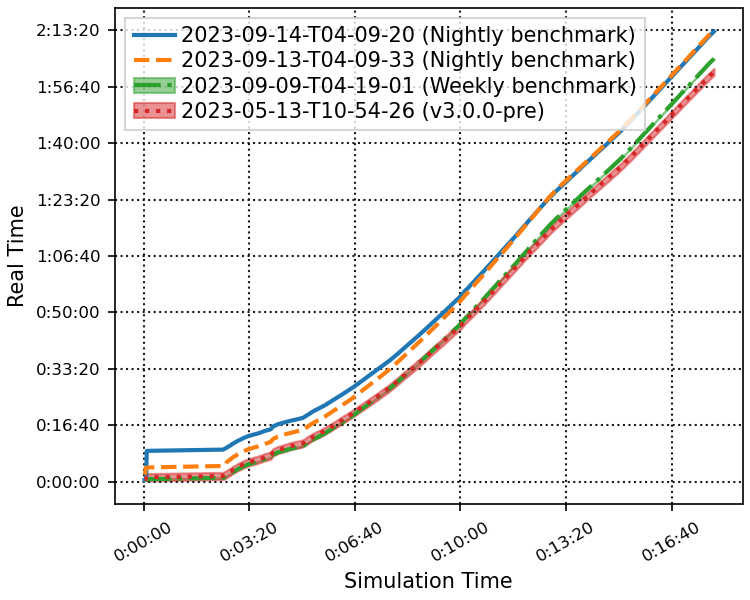 2023-09-14-T04-09-20 (Nightly benchmark)
2023-09-13-T04-09-33 (Nightly benchmark)
2023-09-09-T04-19-01 (Weekly benchmark)
2023-05-13-T10-54-26 (v3.0.0-pre)
Real Time
2:13:20
1:56:40
1:40:00
1:23:20
1:06:40
0:50:00
0:33:20
0:16:40
0:00:00
0:00:00
0:03:20
0:06:40
0:10:00
0:13:20
0:16:40
Simulation Time